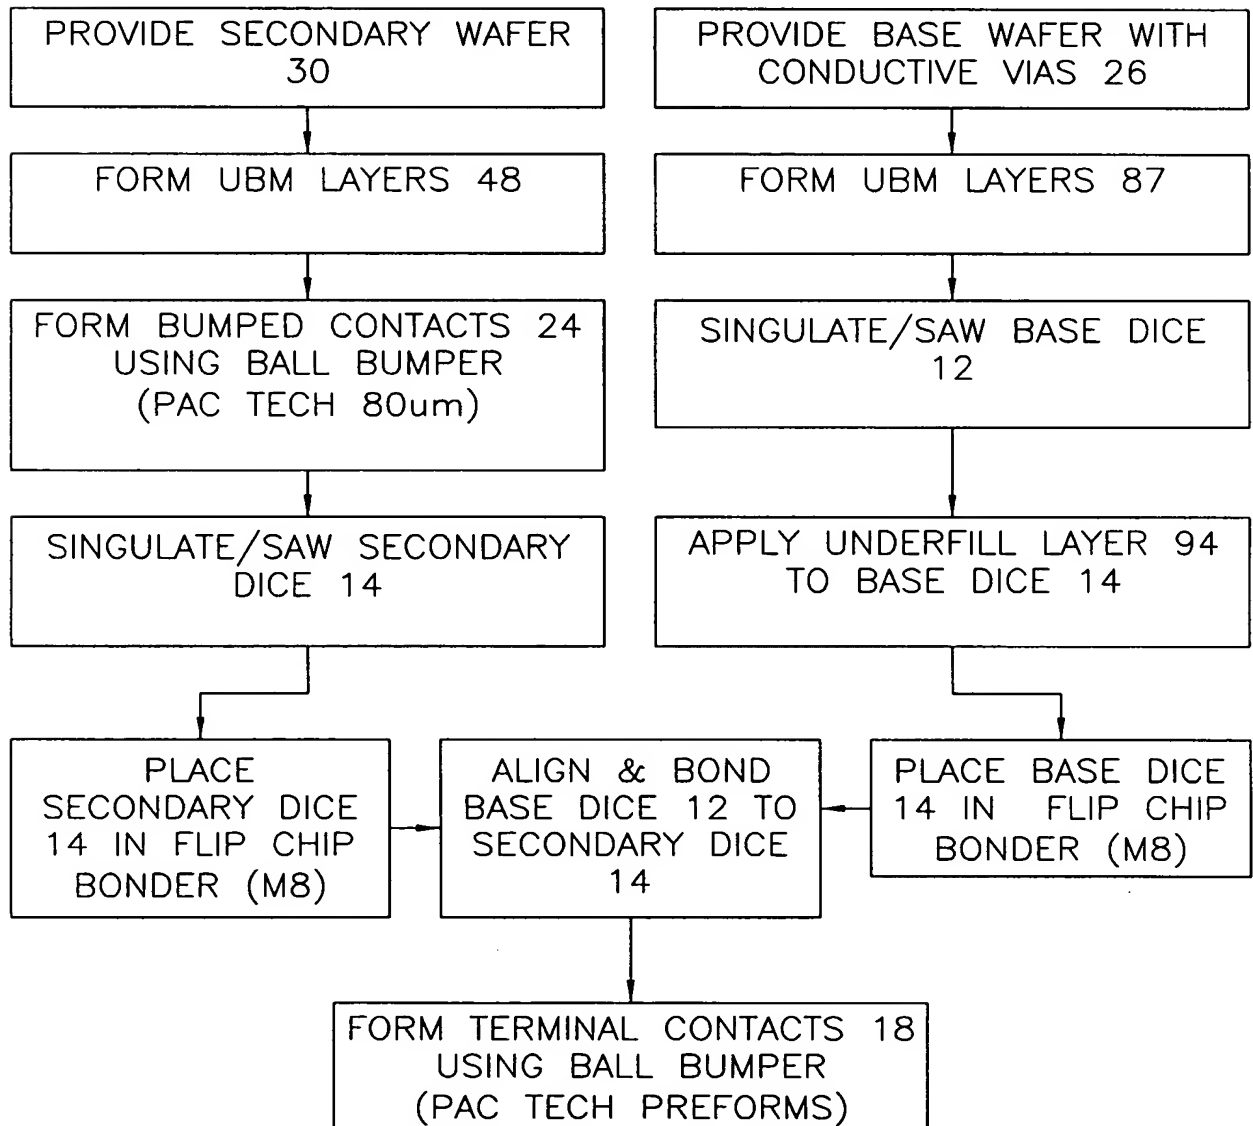 PROVIDE SECONDARY WAFER
30
FORM UBM LAYERS 48
FORM BUMPED CONTACTS 24
USING BALL BUMPER
(PAC TECH 80um)
SINGULATE/SAW SECONDARY
DICE 14
PLACE
SECONDARY DICE
14 IN FLIP CHIP
BONDER (M8)
PROVIDE BASE WAFER WITH
CONDUCTIVE VIAS 26
FORM UBM LAYERS 87
SINGULATE/SAW BASE DICE
12
APPLY UNDERFILL LAYER 94
TO BASE DICE 14
PLACE BASE DICE
14 IN FLIP CHIP
BONDER (M8)
ALIGN & BOND
BASE DICE 12 TO
SECONDARY DICE
14
FORM TERMINAL CONTACTS 18
USING BALL BUMPER
(PAC TECH PREFORMS)